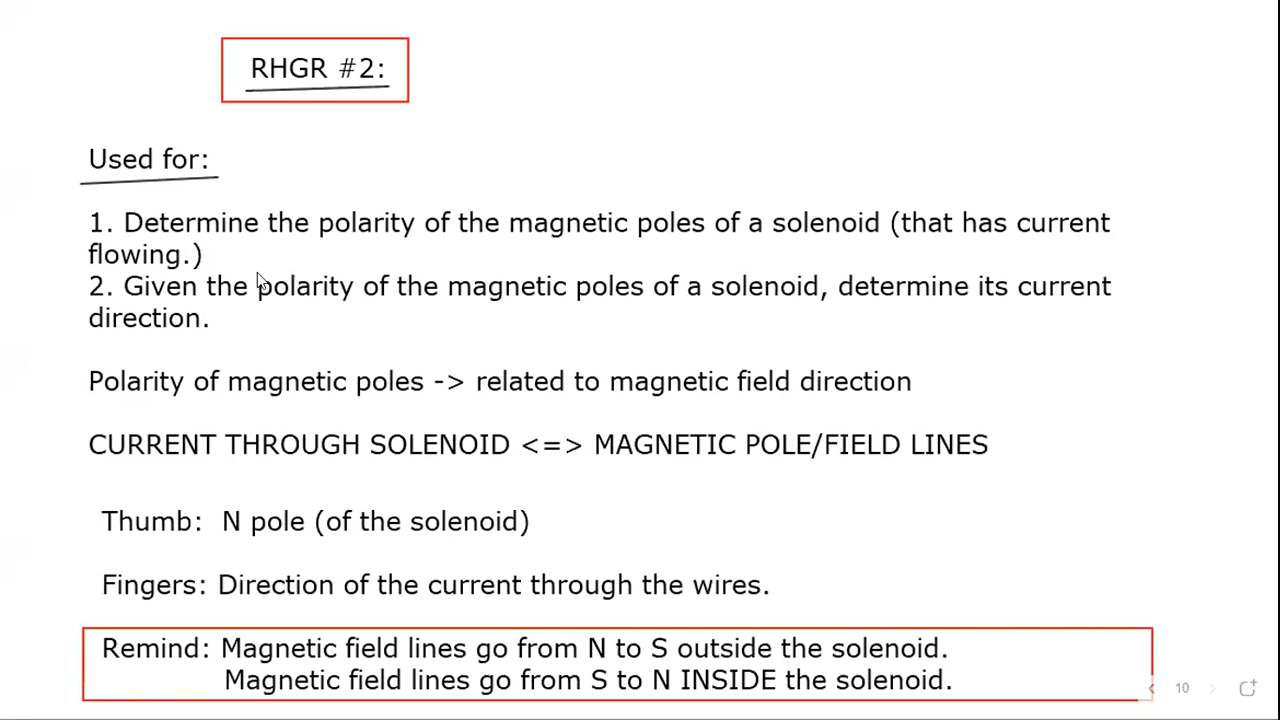 RHGR #2:
Used for:
1. Determine the polarity of the magnetic poles of a solenoid (that has current
flowing.)
2. Given the polarity of the magnetic poles of a solenoid, determine its current
direction.
Polarity of magnetic poles -> related to magnetic field direction
CURRENT THROUGH SOLENOID <=> MAGNETIC POLE/FIELD LINES
Thumb: N pole (of the solenoid)
Fingers: Direction of the current through the wires.
Remind: Magnetic field lines go from N to S outside the solenoid.
Magnetic field lines go from S to N INSIDE the solenoid.
10